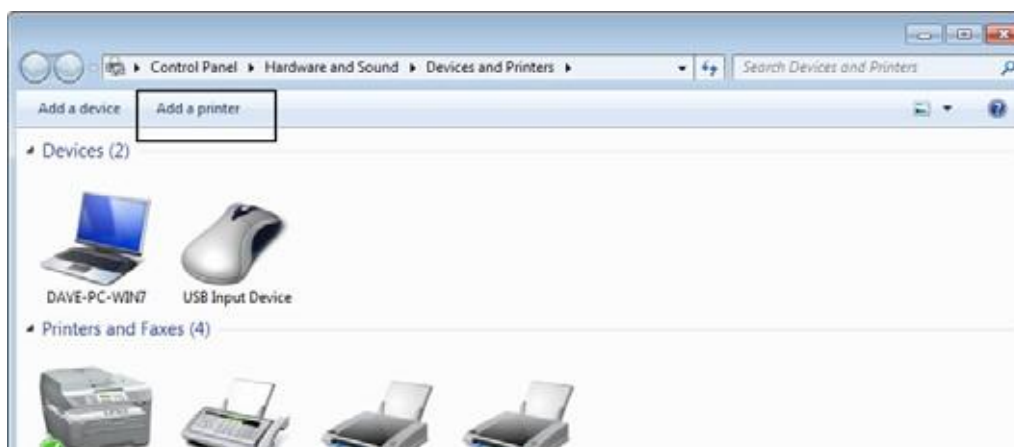 Control Panel Hardware and Sound Devices and Printers Search Devices and Printers
Add a device Add a printer
Devices (2)
DAVE-PC-WIN7 USB Input Device
Printers and Faxes (4)